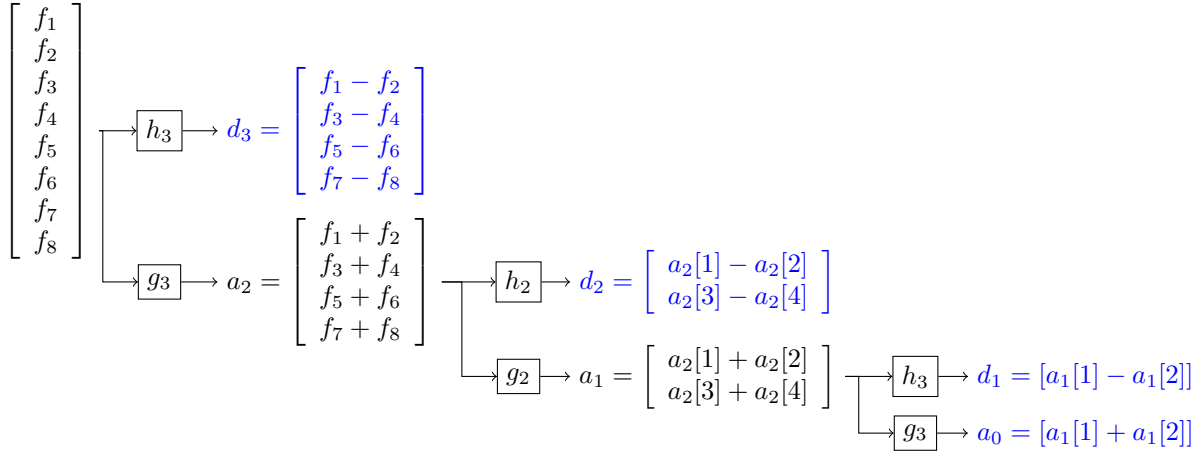 f₁
f₂
f₃
f₄
f₅
f₆
f₇
f₈
h₃
d₃ =
f₁ − f₂
f₃ − f₄
f₅ − f₆
f₇ − f₈
g₃
a₂ =
f₁ + f₂
f₃ + f₄
f₅ + f₆
f₇ + f₈
h₂
d₂ =
a₂[1] − a₂[2]
a₂[3] − a₂[4]
g₂
a₁ =
a₂[1] + a₂[2]
a₂[3] + a₂[4]
h₃
d₁ = [a₁[1] − a₁[2]]
g₃
a₀ = [a₁[1] + a₁[2]]